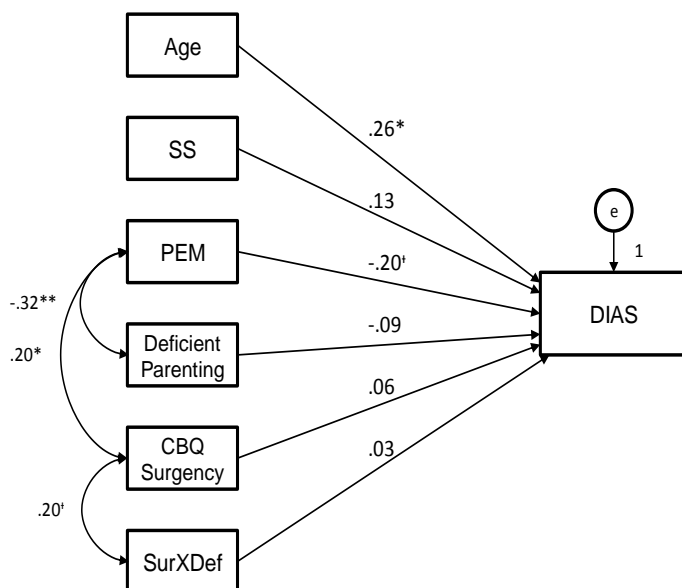 Age
.26*
SS
.13
e
1
PEM
-.20ᵗ
DIAS
-.32**
.20*
Deficient
Parenting
-.09
.06
CBQ
Surgency
.03
.20ᵗ
SurXDef